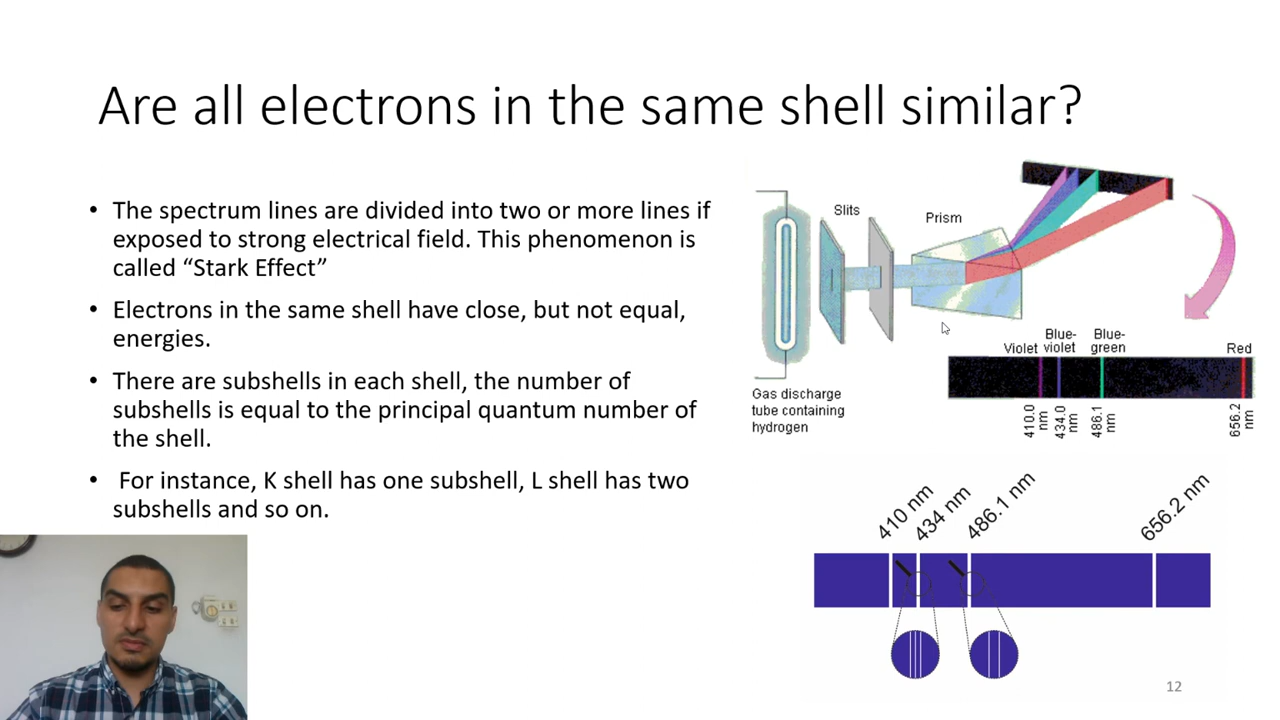 Are all electrons in the same shell similar?
• The spectrum lines are divided into two or more lines if
exposed to strong electrical field. This phenomenon is
called “Stark Effect”
• Electrons in the same shell have close, but not equal,
energies.
• There are subshells in each shell, the number of
subshells is equal to the principal quantum number of
the shell.
• For instance, K shell has one subshell, L shell has two
subshells and so on.
Slits
Prism
Gas discharge
tube containing
hydrogen
Violet
Blue-
violet
Blue-
green
Red
410.0
nm
434.0
nm
486.1
nm
656.2
nm
410 nm
434 nm
486.1 nm
656.2 nm
12